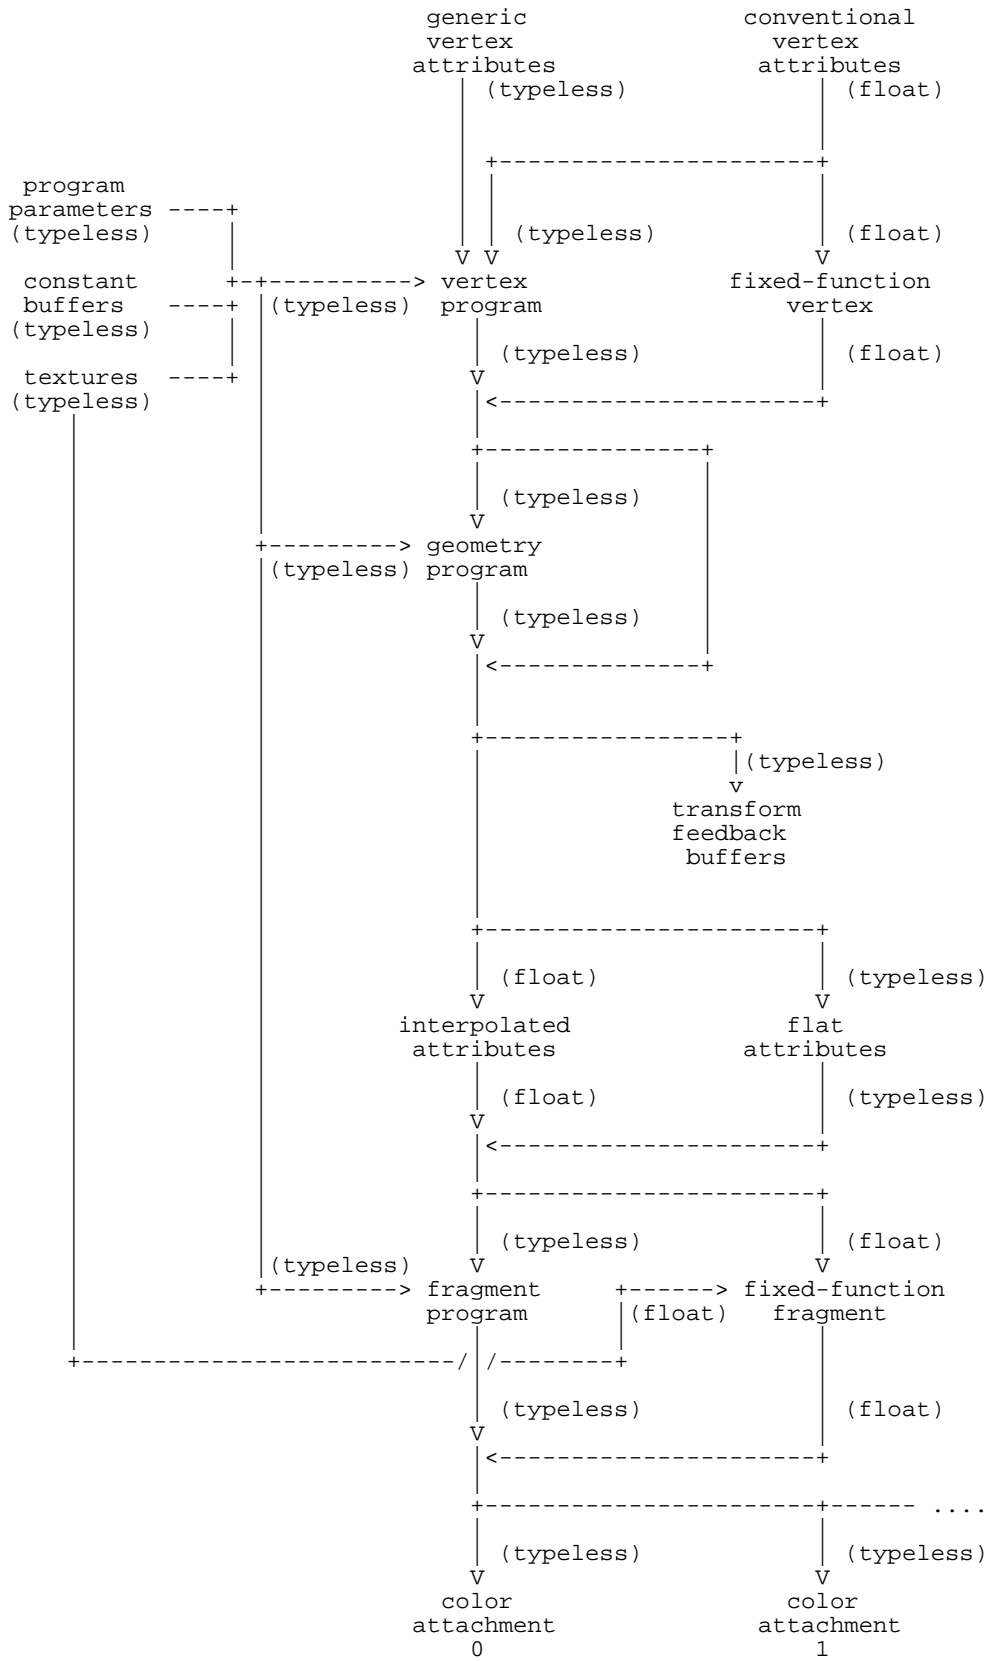 generic conventional
vertex vertex
attributes attributes
(typeless) (float)
program
parameters ----+
(typeless) (typeless) (float)
constant +-+----------> vertex fixed-function
buffers ----+ (typeless) program vertex
(typeless)
(typeless) (float)
textures ----+
(typeless)
(typeless)
+---------> geometry
(typeless) program
(typeless)
(typeless)
transform
feedback
buffers
(float) (typeless)
interpolated flat
attributes attributes
(float) (typeless)
(typeless) (float)
(typeless)
+---------> fragment +------> fixed-function
program (float) fragment
(typeless) (float)
....
(typeless) (typeless)
color color
attachment attachment
0 1